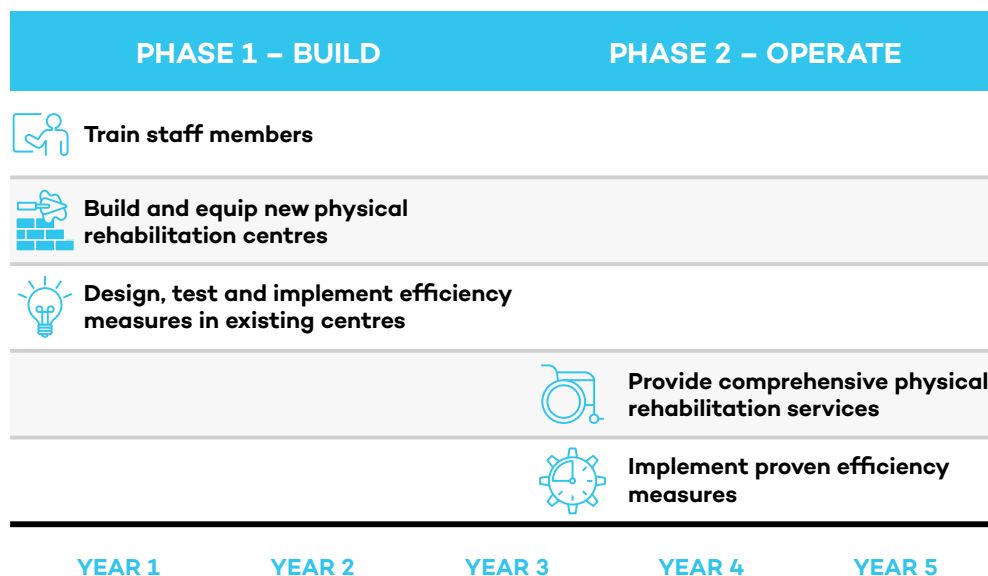 PHASE 1 – BUILD
PHASE 2 – OPERATE
Train staff members
Build and equip new physical
rehabilitation centres
Design, test and implement efficiency
measures in existing centres
Provide comprehensive physical
rehabilitation services
Implement proven efficiency
measures
YEAR 1
YEAR 2
YEAR 3
YEAR 4
YEAR 5